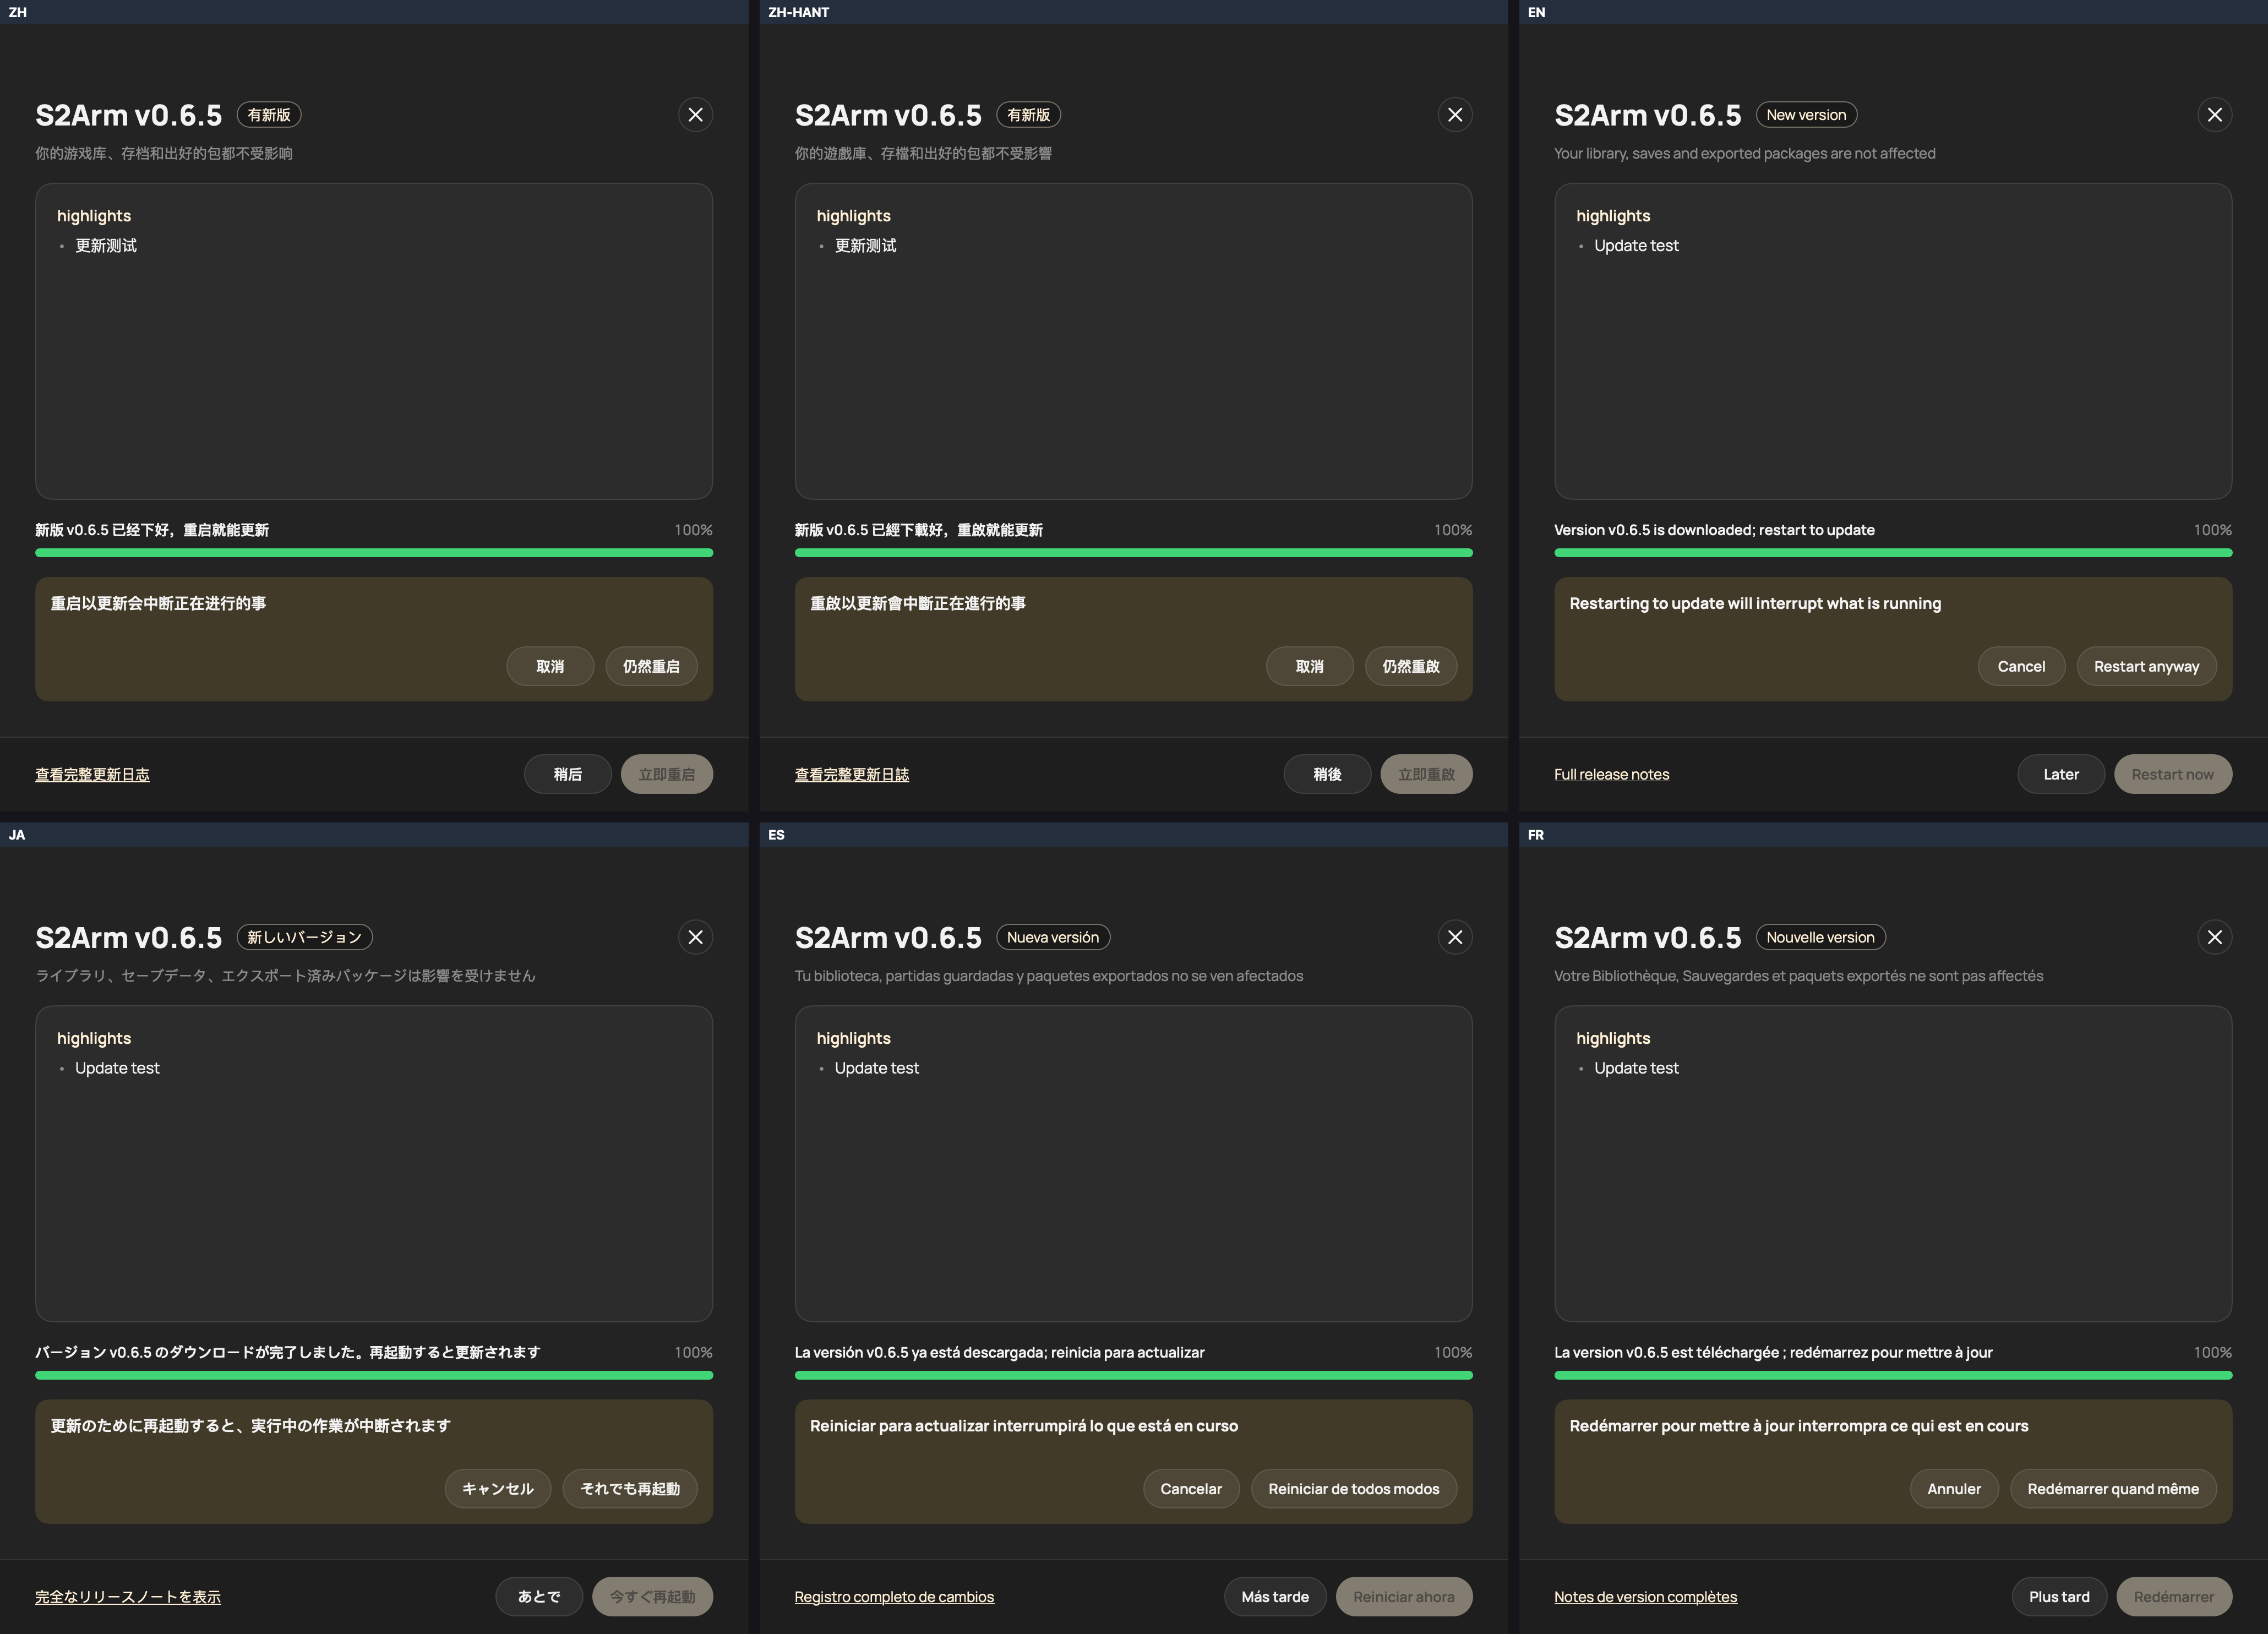 ZH
S2Arm v0.6.5 有新版
你的游戏库、存档和出好的包都不受影响
highlights
• 更新测试
新版 v0.6.5 已经下好，重启就能更新 100%
重启以更新会中断正在进行的事
取消 仍然重启
查看完整更新日志 稍后 立即重启
ZH-HANT
S2Arm v0.6.5 有新版
你的遊戲庫、存檔和出好的包都不受影響
highlights
• 更新测试
新版 v0.6.5 已經下載好，重啟就能更新 100%
重啟以更新會中斷正在進行的事
取消 仍然重啟
查看完整更新日誌 稍後 立即重啟
EN
S2Arm v0.6.5 New version
Your library, saves and exported packages are not affected
highlights
• Update test
Version v0.6.5 is downloaded; restart to update 100%
Restarting to update will interrupt what is running
Cancel Restart anyway
Full release notes Later Restart now
JA
S2Arm v0.6.5 新しいバージョン
ライブラリ、セーブデータ、エクスポート済みパッケージは影響を受けません
highlights
• Update test
バージョン v0.6.5 のダウンロードが完了しました。再起動すると更新されます 100%
更新のために再起動すると、実行中の作業が中断されます
キャンセル それでも再起動
完全なリリースノートを表示 あとで 今すぐ再起動
ES
S2Arm v0.6.5 Nueva versión
Tu biblioteca, partidas guardadas y paquetes exportados no se ven afectados
highlights
• Update test
La versión v0.6.5 ya está descargada; reinicia para actualizar 100%
Reiniciar para actualizar interrumpirá lo que está en curso
Cancelar Reiniciar de todos modos
Registro completo de cambios Más tarde Reiniciar ahora
FR
S2Arm v0.6.5 Nouvelle version
Votre Bibliothèque, Sauvegardes et paquets exportés ne sont pas affectés
highlights
• Update test
La version v0.6.5 est téléchargée ; redémarrez pour mettre à jour 100%
Redémarrer pour mettre à jour interrompra ce qui est en cours
Annuler Redémarrer quand même
Notes de version complètes Plus tard Redémarrer